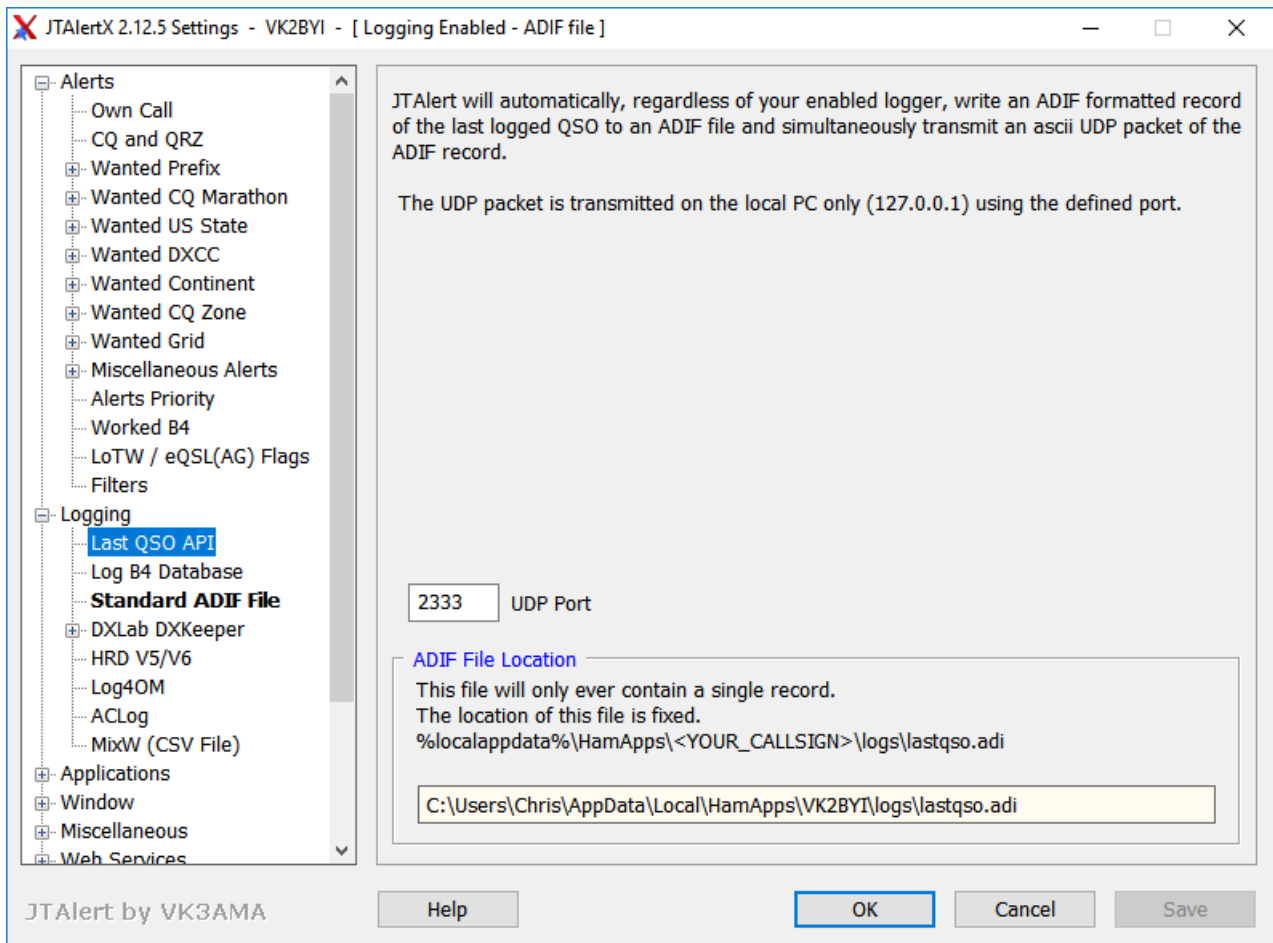 JTAlertX 2.12.5 Settings - VK2BYI - [ Logging Enabled - ADIF file ]
Alerts
Own Call
CQ and QRZ
Wanted Prefix
Wanted CQ Marathon
Wanted US State
Wanted DXCC
Wanted Continent
Wanted CQ Zone
Wanted Grid
Miscellaneous Alerts
Alerts Priority
Worked B4
LoTW / eQSL(AG) Flags
Filters
Logging
Last QSO API
Log B4 Database
Standard ADIF File
DXLab DXKeeper
HRD V5/V6
Log4OM
ACLog
MixW (CSV File)
Applications
Window
Miscellaneous
Web Services
JTAlert will automatically, regardless of your enabled logger, write an ADIF formatted record
of the last logged QSO to an ADIF file and simultaneously transmit an ascii UDP packet of the
ADIF record.
The UDP packet is transmitted on the local PC only (127.0.0.1) using the defined port.
2333 UDP Port
ADIF File Location
This file will only ever contain a single record.
The location of this file is fixed.
%localappdata%\HamApps\<YOUR_CALLSIGN>\logs\lastqso.adi
C:\Users\Chris\AppData\Local\HamApps\VK2BYI\logs\lastqso.adi
JTAlert by VK3AMA
Help OK Cancel Save